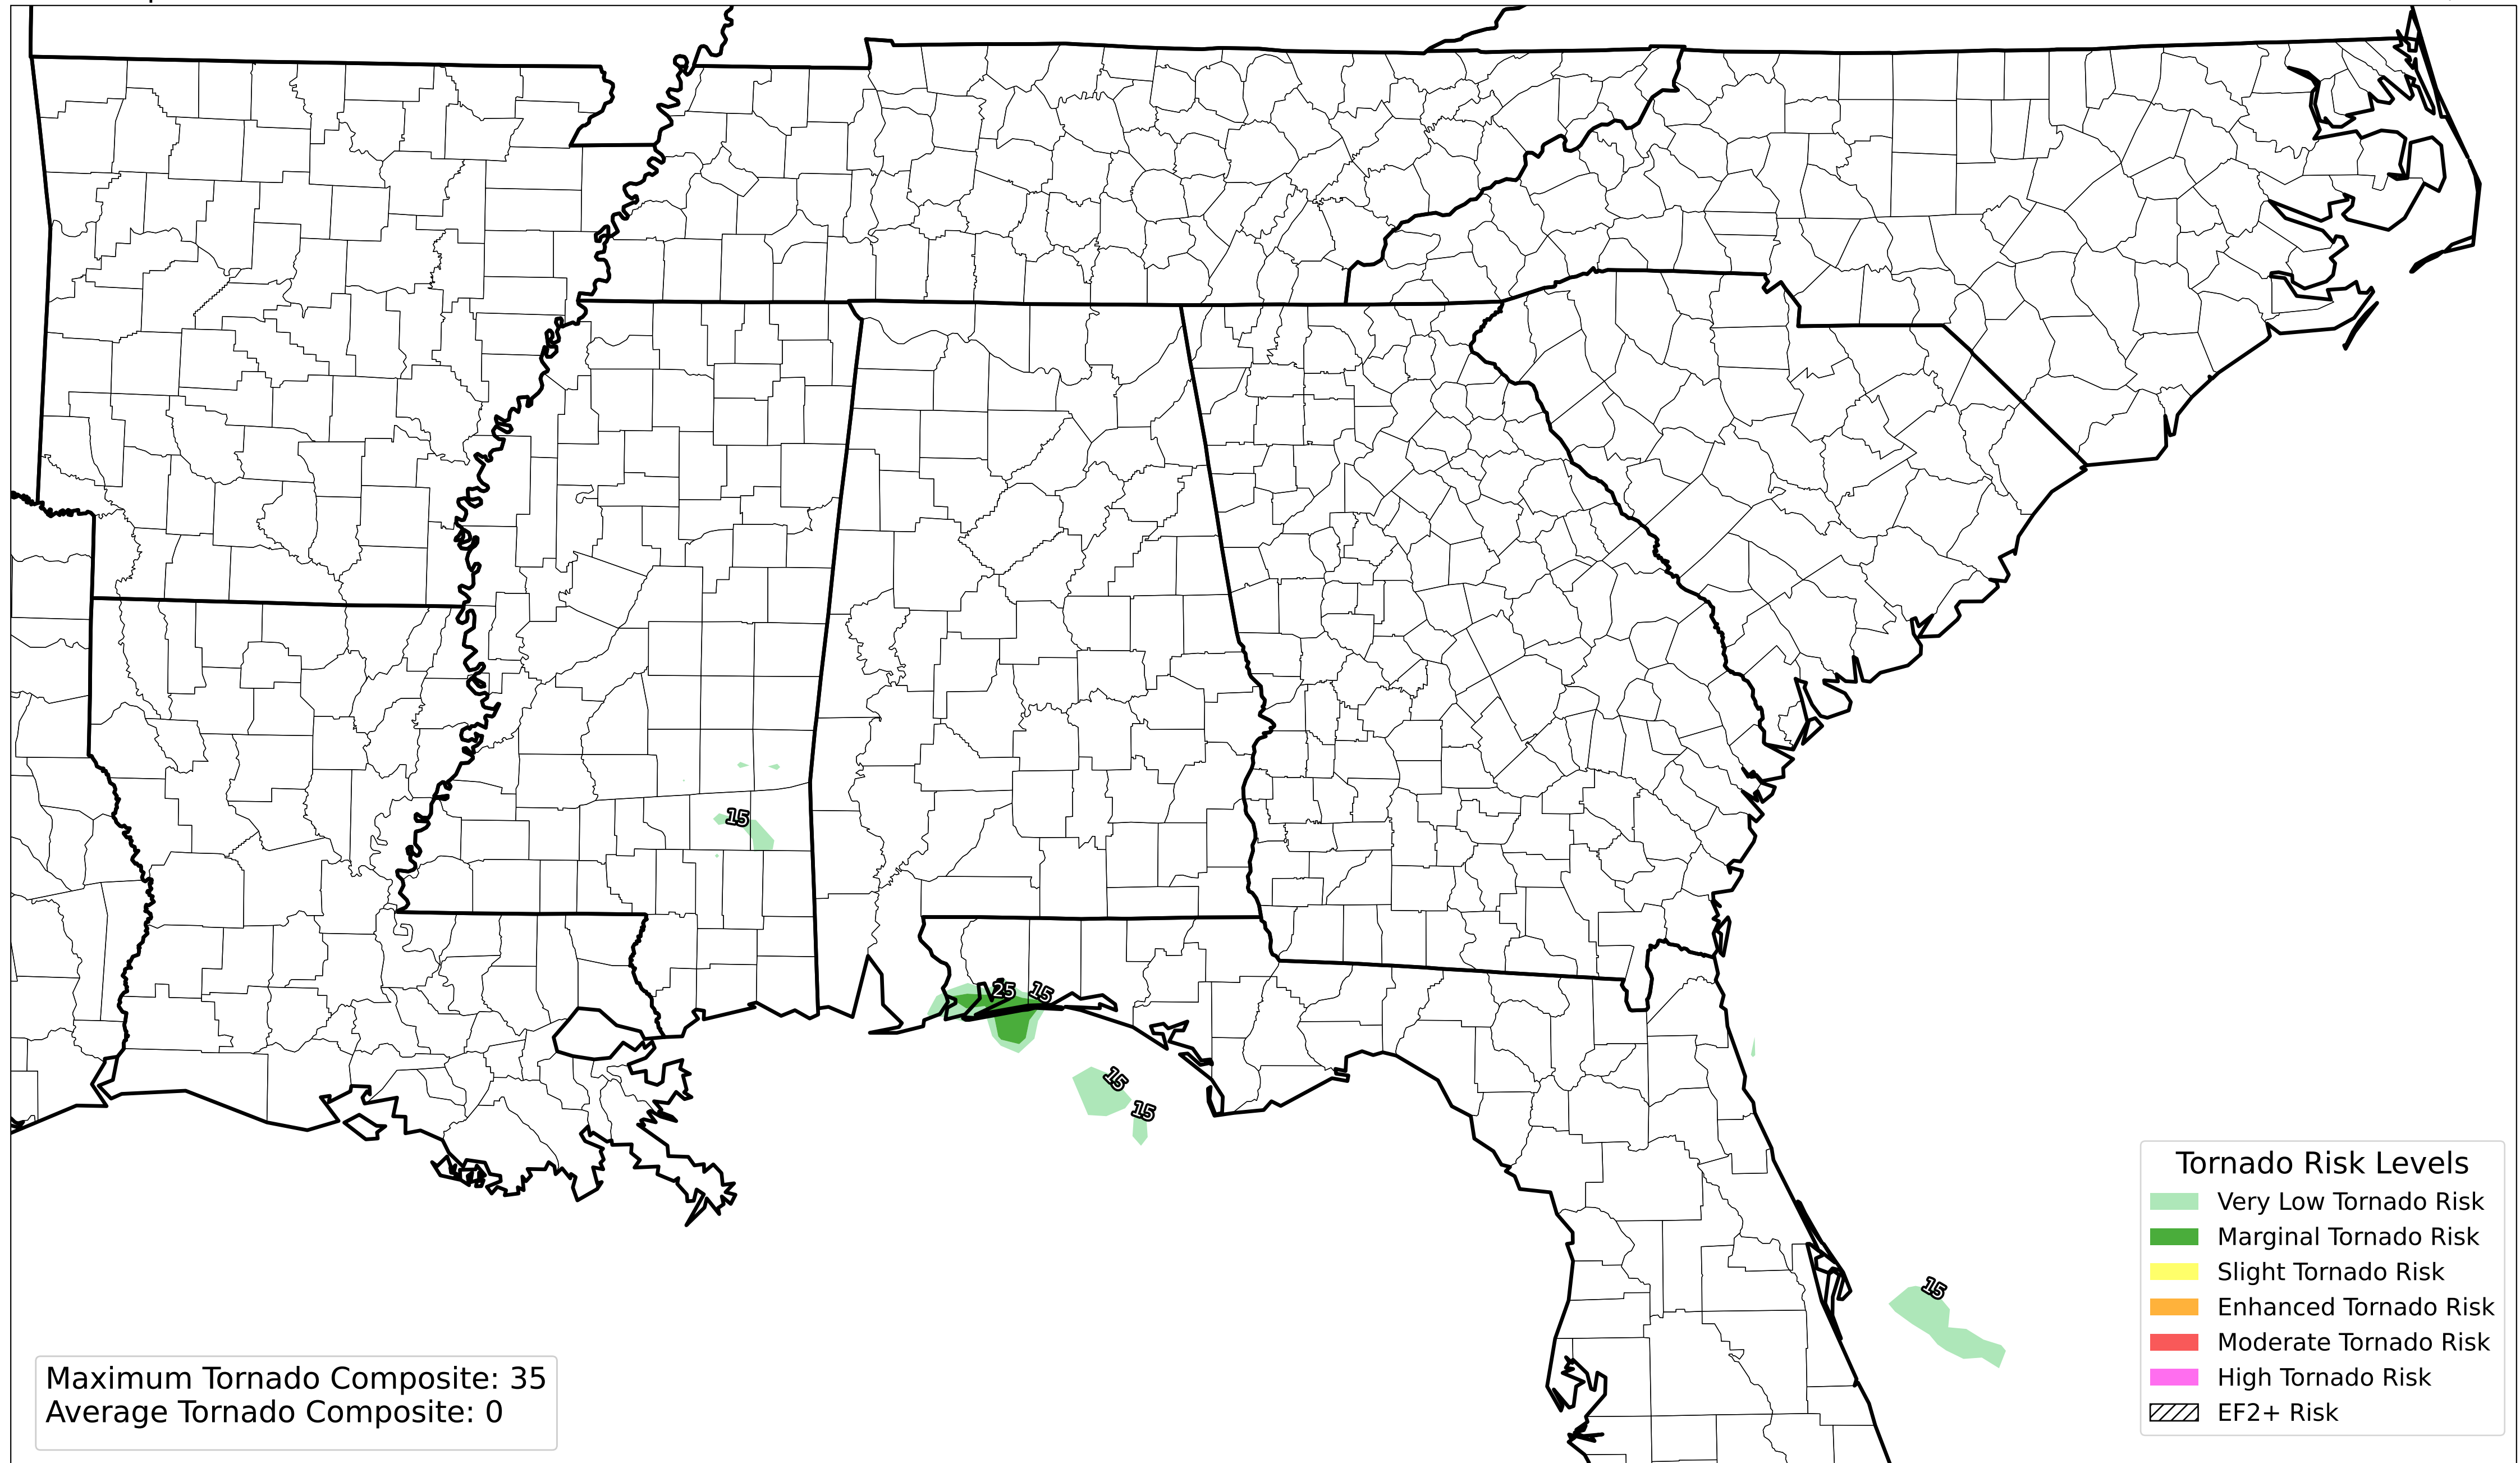 15
25 15
15
15
15
Tornado Risk Levels
Very Low Tornado Risk
Marginal Tornado Risk
Slight Tornado Risk
Enhanced Tornado Risk
Moderate Tornado Risk
High Tornado Risk
EF2+ Risk
Maximum Tornado Composite: 35
Average Tornado Composite: 0